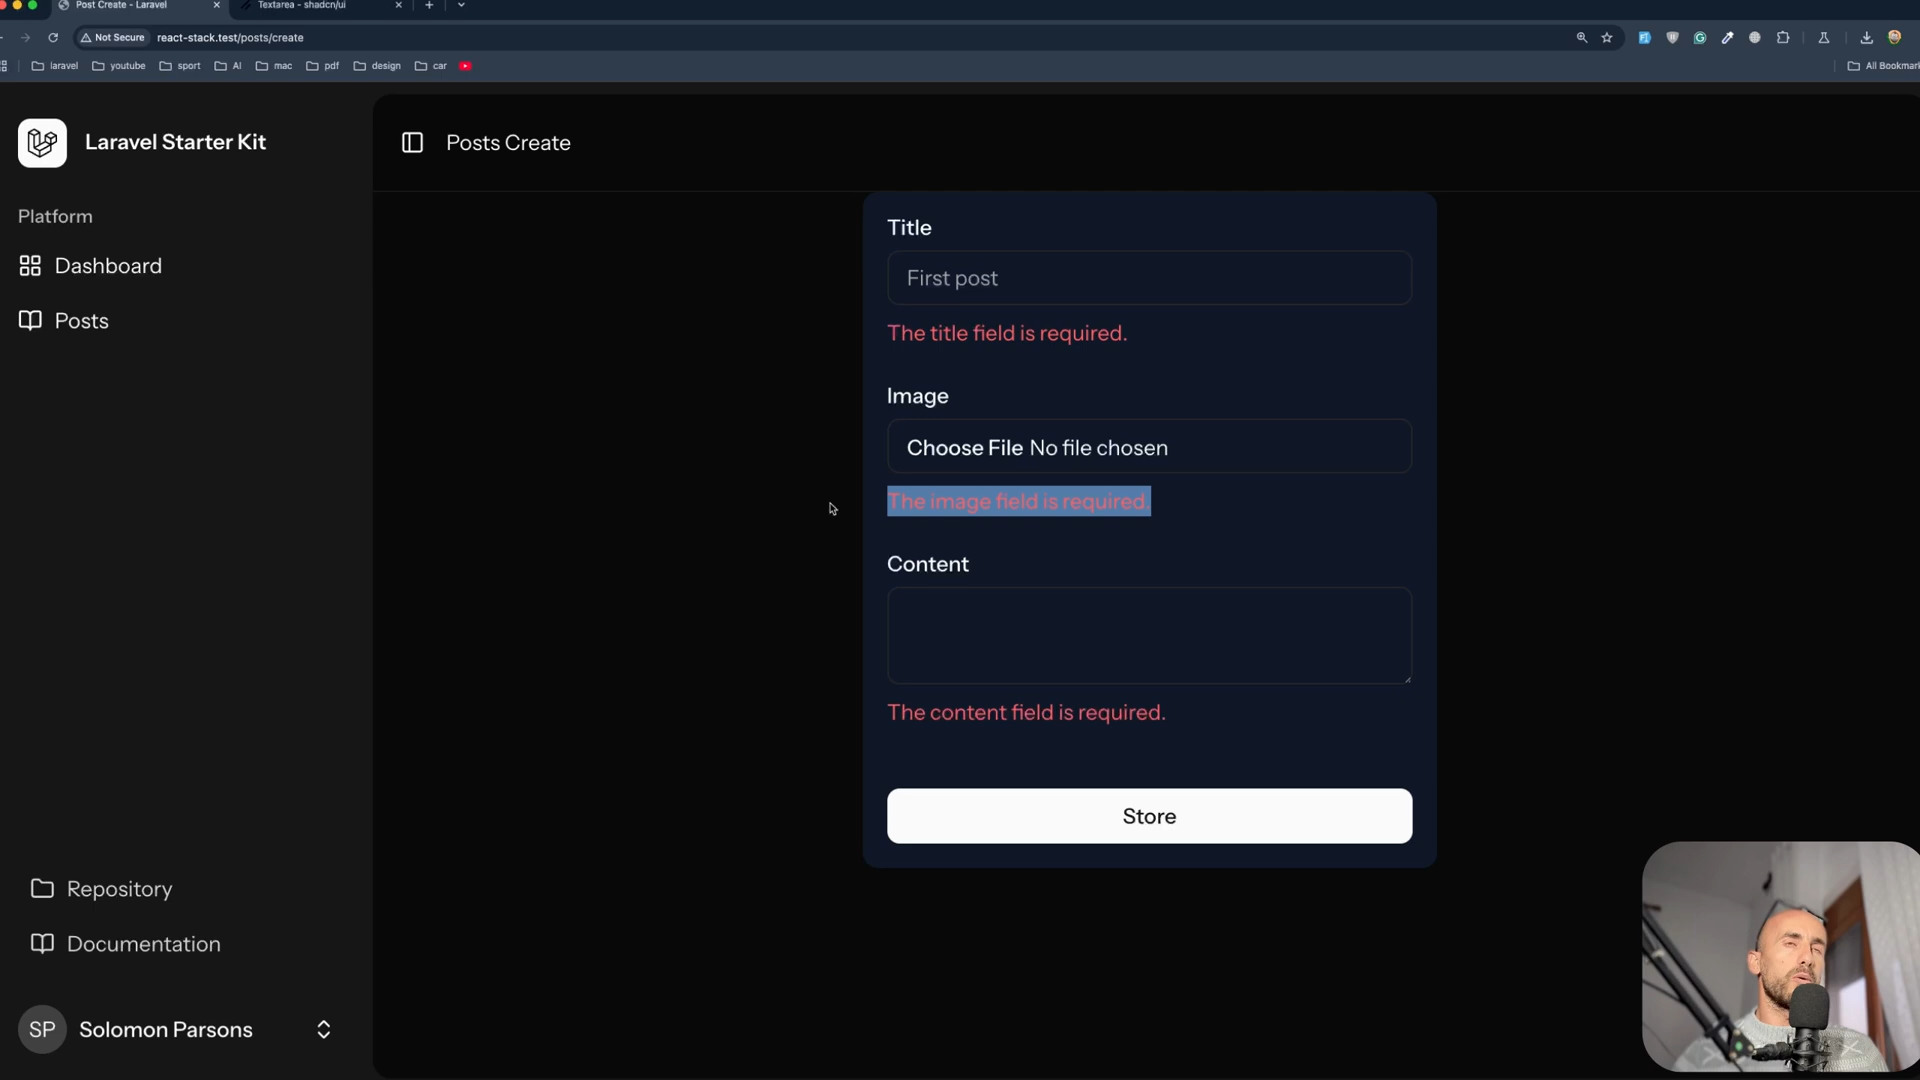 Post Create - Laravel
Textarea - shadcn/ui
Not Secure
react-stack.test/posts/create
laravel
youtube
sport
AI
mac
pdf
design
car
All Bookmar
Laravel Starter Kit
Posts Create
Platform
Dashboard
Posts
Title
First post
The title field is required.
Image
Choose File No file chosen
The image field is required.
Content
The content field is required.
Store
Repository
Documentation
SP
Solomon Parsons